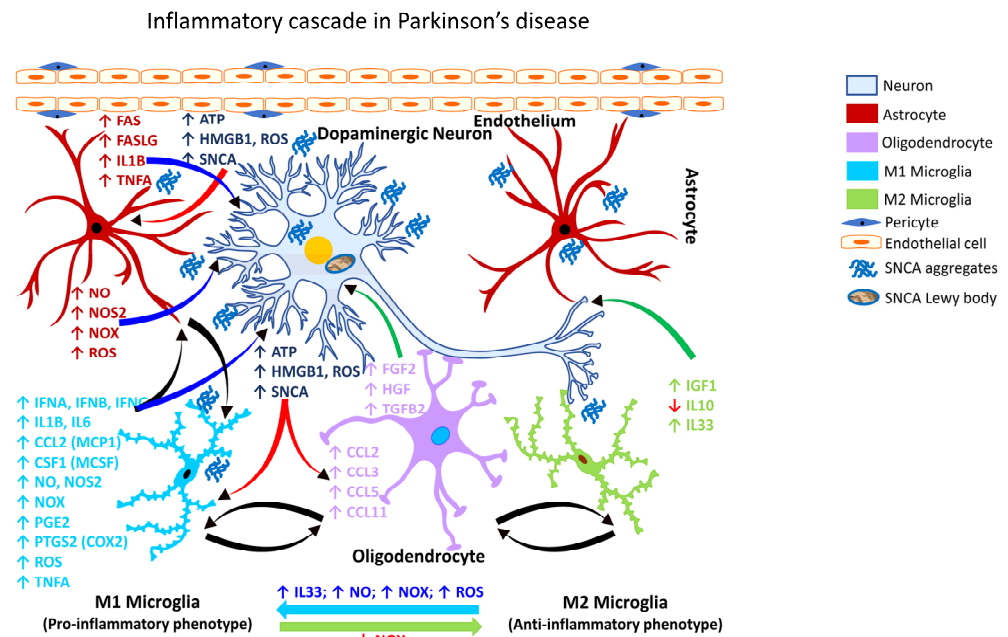 Inflammatory cascade in Parkinson’s disease
↑ FAS
↑ FASLG
↑ IL1B
↑ TNFA
↑ ATP
↑ HMGB1, ROS
↑ SNCA
Dopaminergic Neuron
Endothelium
Astrocyte
Neuron
Astrocyte
Oligodendrocyte
M1 Microglia
M2 Microglia
Pericyte
Endothelial cell
SNCA aggregates
SNCA Lewy body
↑ NO
↑ NOS2
↑ NOX
↑ ROS
↑ ATP
↑ HMGB1, ROS
↑ SNCA
↑ FGF2
↑ HGF
↑ TGFB2
↑ IGF1
↓ IL10
↑ IL33
↑ IFNA, IFNB, IFNG
↑ IL1B, IL6
↑ CCL2 (MCP1)
↑ CSF1 (MCSF)
↑ NO, NOS2
↑ NOX
↑ PGE2
↑ PTGS2 (COX2)
↑ ROS
↑ TNFA
↑ CCL2
↑ CCL3
↑ CCL5
↑ CCL11
Oligodendrocyte
M1 Microglia
(Pro-inflammatory phenotype)
↑ IL33; ↑ NO; ↑ NOX; ↑ ROS
M2 Microglia
(Anti-inflammatory phenotype)
↓ NOX